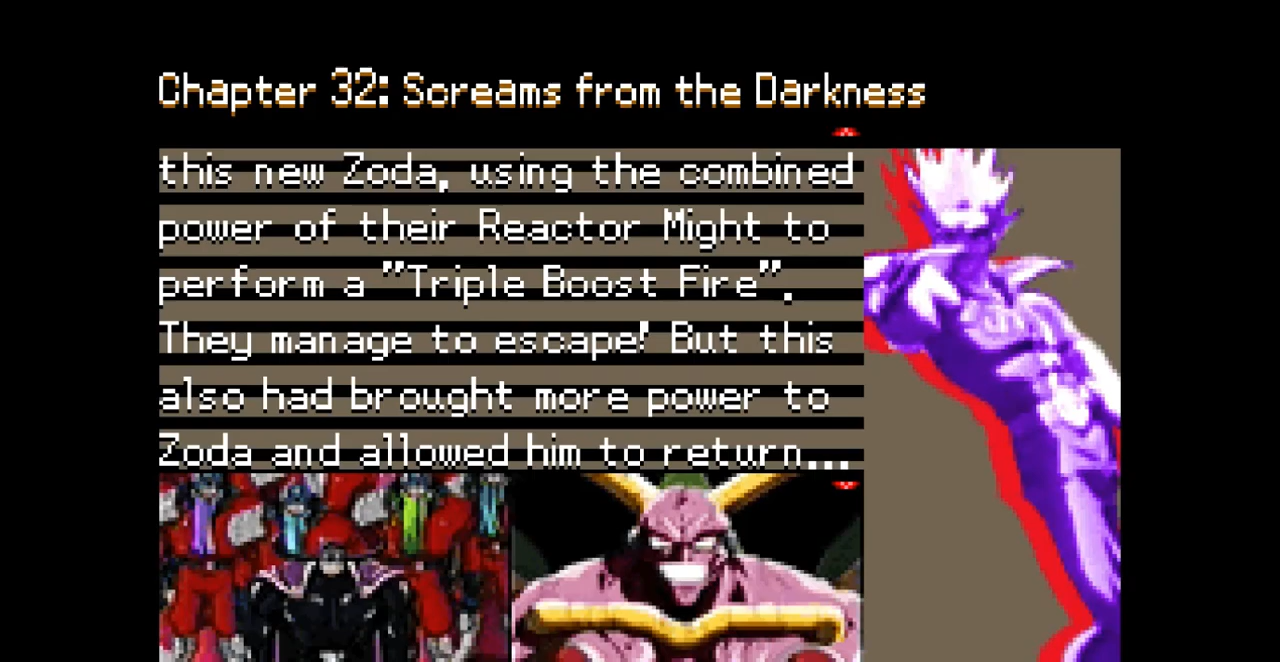 Chapter 32: Screams from the Darkness
this new Zoda, using the combined
power of their Reactor Might to
perform a "Triple Boost Fire".
They manage to escape! But this
also had brought more power to
Zoda and allowed him to return...